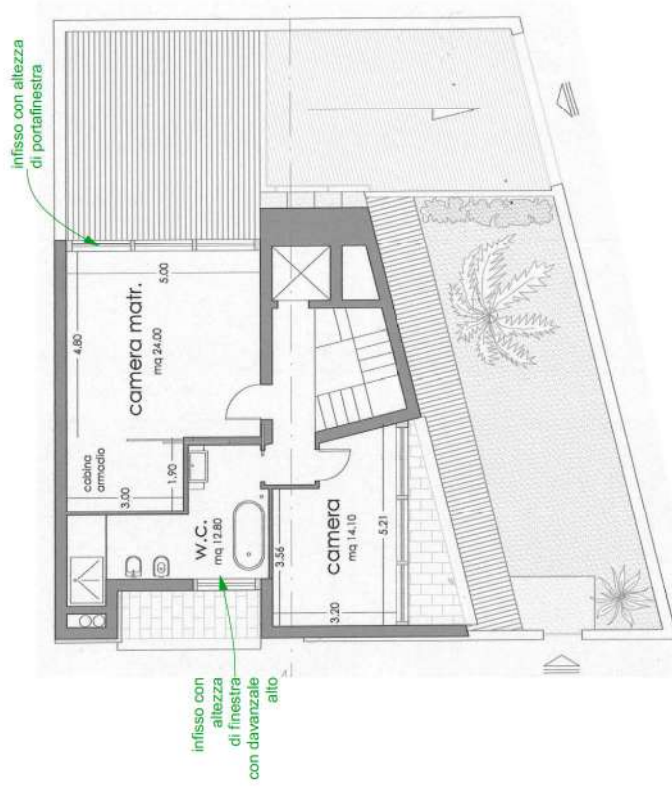 infisso con altezza
di portafinestra
4.80
5.00
camera matr.
mq 24.00
cabina
armadio
3.00
1.90
w.c.
mq 12.80
camera
mq 14.10
3.56
5.21
3.20
infisso con
altezza
di finestra
con davanzale
alto